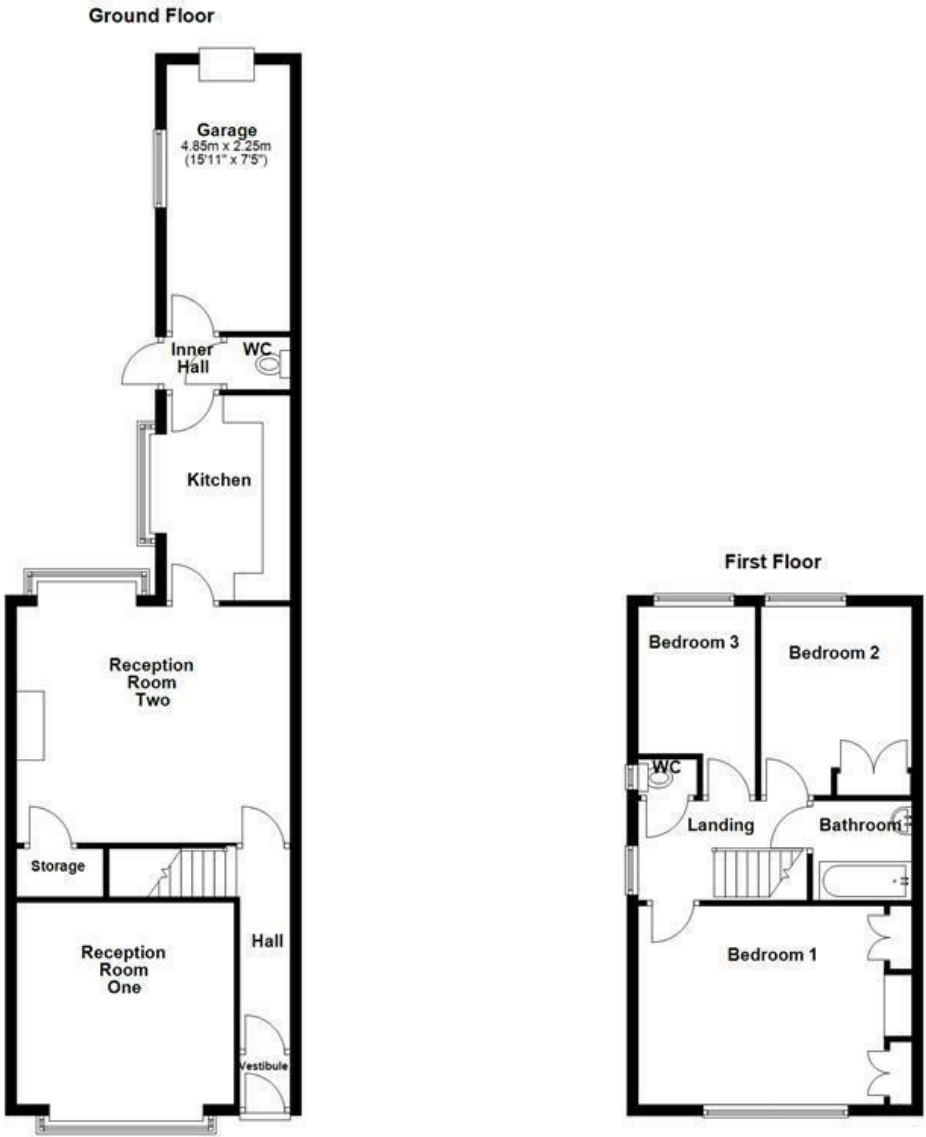 Ground Floor
Garage
4.85m x 2.25m
(15'11" x 7'5")
Inner
Hall
WC
Kitchen
Reception
Room
Two
Storage
Hall
Reception
Room
One
Vestibule
First Floor
Bedroom 3
Bedroom 2
WC
Landing
Bathroom
Bedroom 1